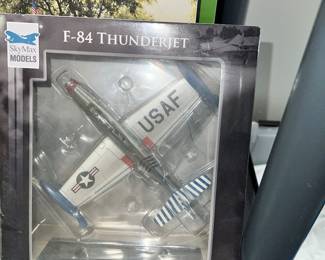 F-84 THUNDERJET
SkyMax
MODELS
USAF